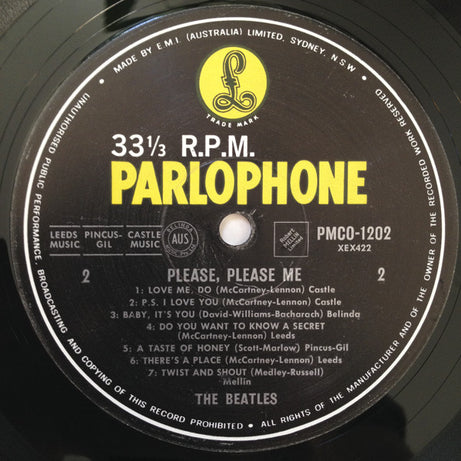 MADE BY E.M.I. (AUSTRALIA) LIMITED, SYDNEY, N.S.W.
ALL RIGHTS OF THE MANUFACTURER AND OF THE OWNER OF THE RECORDED WORK RESERVED
UNAUTHORISED PUBLIC PERFORMANCE, BROADCASTING AND COPYING OF THIS RECORD PROHIBITED
£
TRADE MARK
33⅓ R.P.M.
PARLOPHONE
LEEDS MUSIC
PINCUS-GIL
CASTLE MUSIC
BELINDA
AUS
Robert MELLIN Limited
PMCO-1202
XEX422
2 PLEASE, PLEASE ME 2
1: LOVE ME, DO (McCartney-Lennon) Castle
2: P.S. I LOVE YOU (McCartney-Lennon) Castle
3: BABY, IT'S YOU (David-Williams-Bacharach) Belinda
4: DO YOU WANT TO KNOW A SECRET
(McCartney-Lennon) Leeds
5: A TASTE OF HONEY (Scott-Marlow) Pincus-Gil
6: THERE'S A PLACE (McCartney-Lennon) Leeds
7: TWIST AND SHOUT (Medley-Russell)
Mellin
THE BEATLES